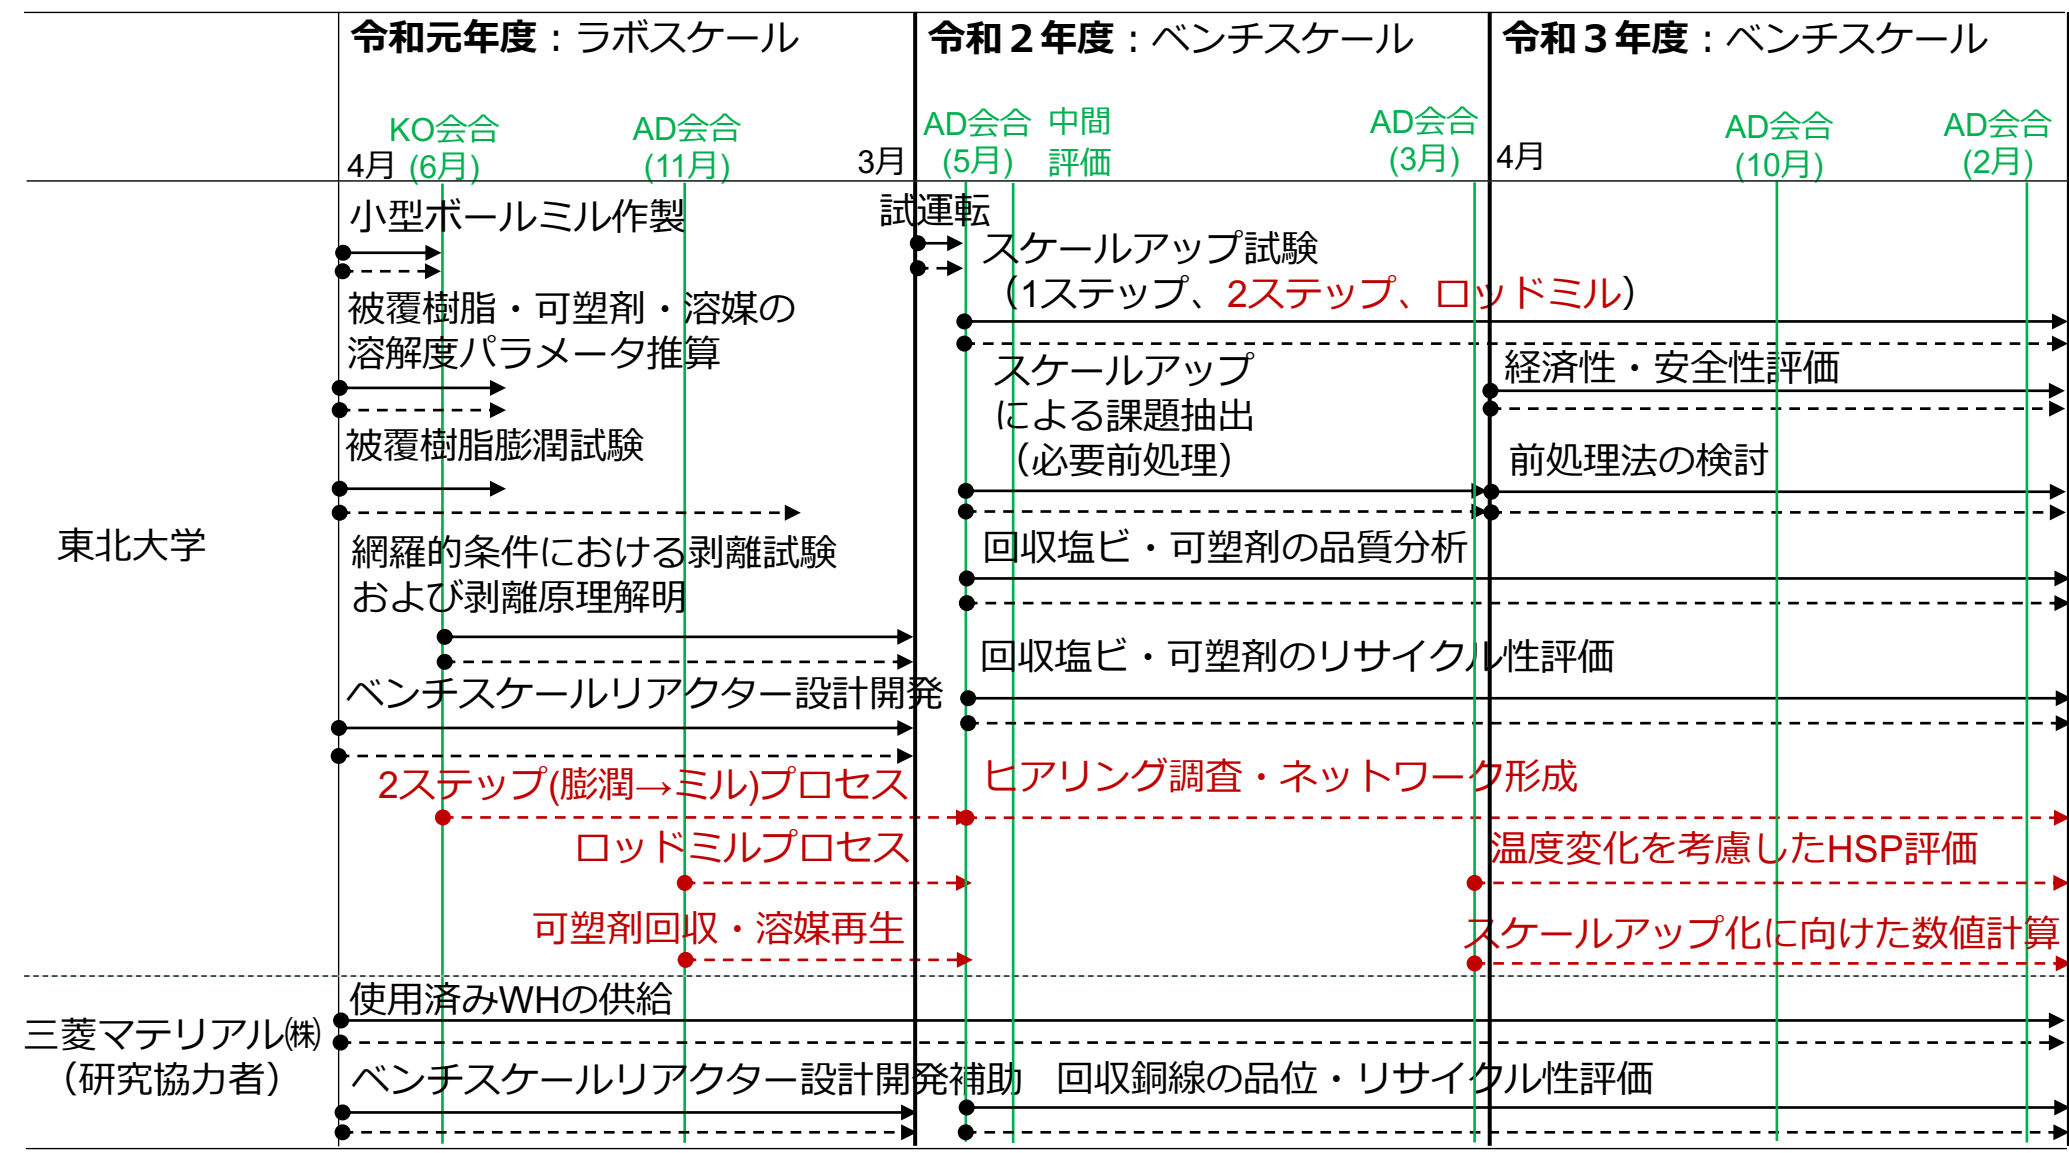 令和元年度：ラボスケール
令和２年度：ベンチスケール
令和３年度：ベンチスケール
4月
KO会合
(6月)
AD会合
(11月)
3月
AD会合
(5月)
中間
評価
AD会合
(3月)
4月
AD会合
(10月)
AD会合
(2月)
東北大学
小型ボールミル作製
被覆樹脂・可塑剤・溶媒の
溶解度パラメータ推算
被覆樹脂膨潤試験
網羅的条件における剥離試験
および剥離原理解明
ベンチスケールリアクター設計開発
2ステップ(膨潤→ミル)プロセス
ロッドミルプロセス
可塑剤回収・溶媒再生
試運転
スケールアップ試験
（1ステップ、2ステップ、ロッドミル）
スケールアップ
による課題抽出
（必要前処理）
回収塩ビ・可塑剤の品質分析
回収塩ビ・可塑剤のリサイクル性評価
ヒアリング調査・ネットワーク形成
経済性・安全性評価
前処理法の検討
温度変化を考慮したHSP評価
スケールアップ化に向けた数値計算
三菱マテリアル㈱
（研究協力者）
使用済みWHの供給
ベンチスケールリアクター設計開発補助
回収銅線の品位・リサイクル性評価